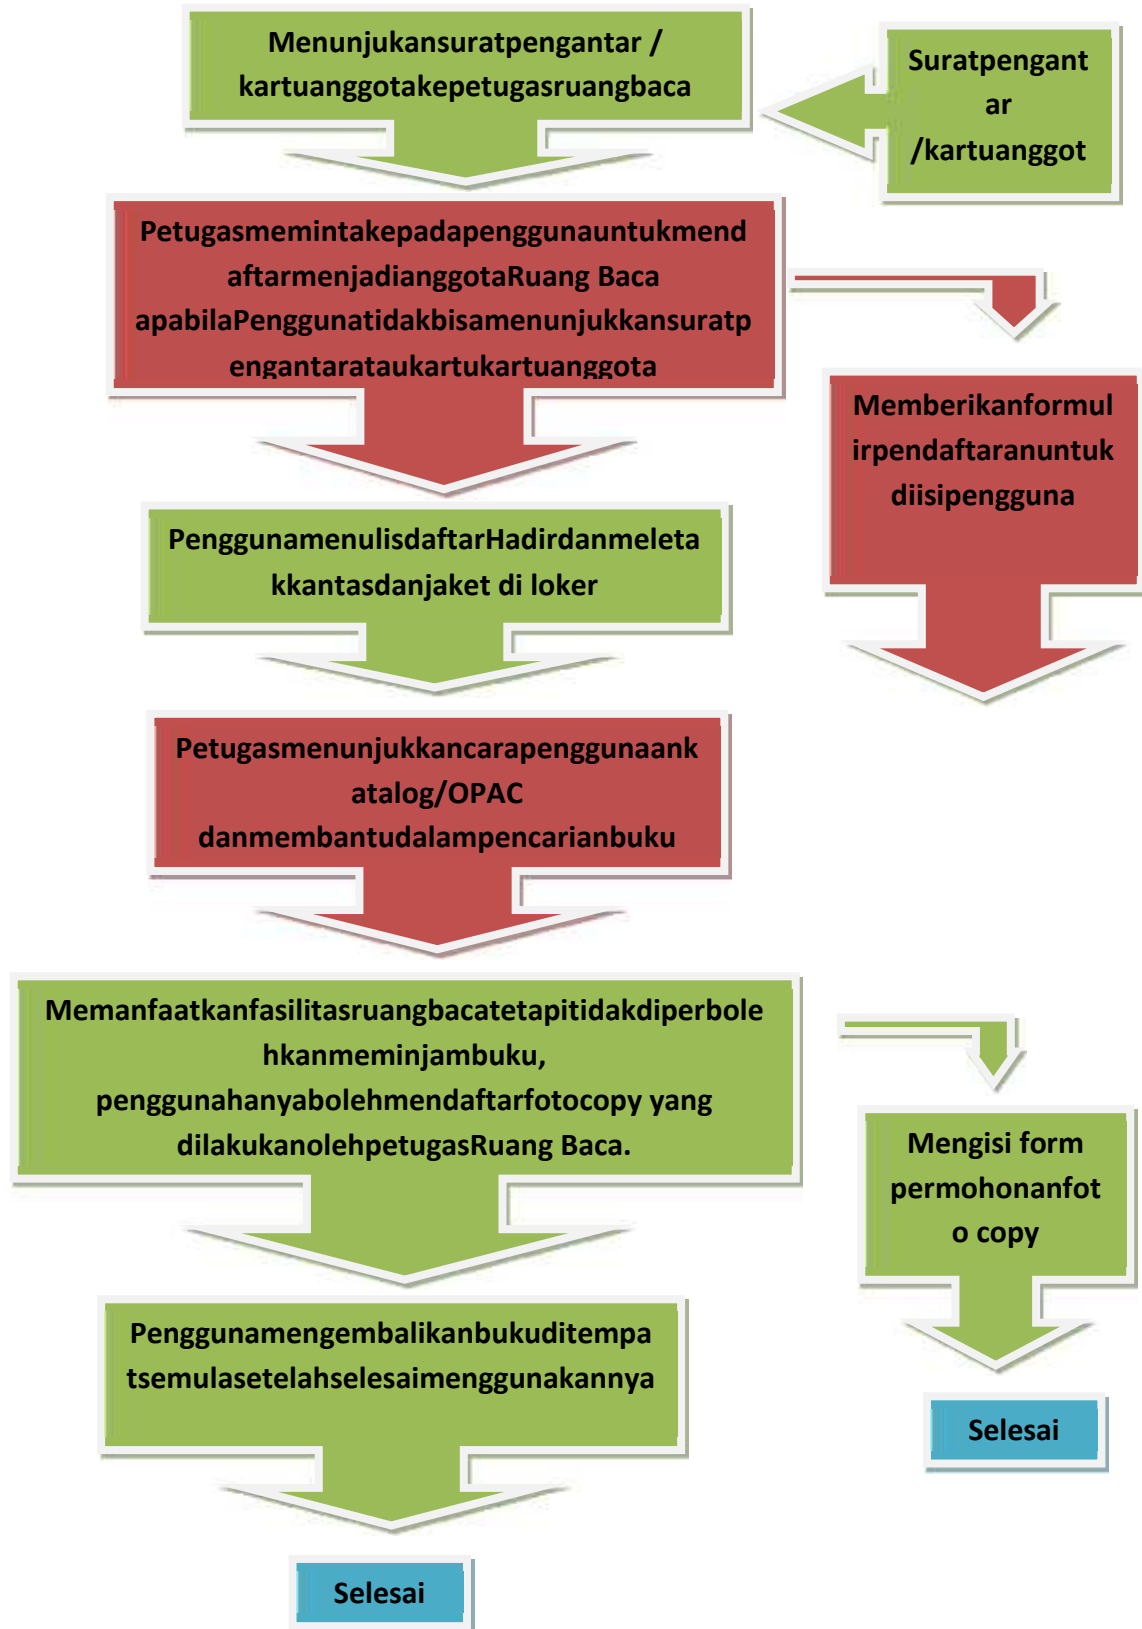 Menunjukansuratpengantar /
kartuanggotakepetugasruangbaca
Suratpengant
ar
/kartuanggot
Petugasmemintakepadapenggunauntukmend
aftarmenjadianggotaRuang Baca
apabilaPenggunatidakbisamenunjukkansuratp
engantarataukartukartuanggota
Memberikanformul
irpendaftaranuntuk
diisipengguna
PenggunamenulisdaftarHadirdanmeleta
kkantasdanjaket di loker
Petugasmenunjukkancarapenggunaank
atalog/OPAC
danmembantudalampencarianbuku
Memanfaatkanfasilitasruangbacatetapitidakdiperbole
hkanmeminjambuku,
penggunahanyabolehmendaftarfotocopy yang
dilakukanolehpetugasRuang Baca.
Mengisi form
permohonanfot
o copy
Penggunamengembalikanbukuditempa
tsemulasetelahselesaimenggunakannya
Selesai
Selesai